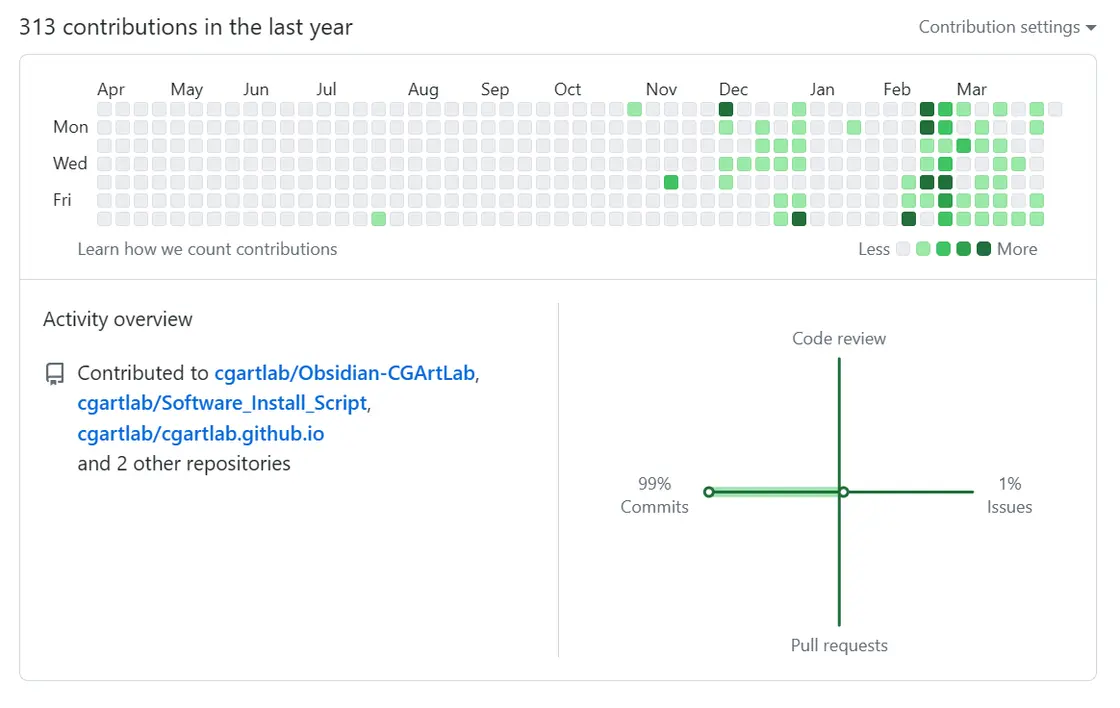 313 contributions in the last year
Contribution settings
Apr May Jun Jul Aug Sep Oct Nov Dec Jan Feb Mar
Mon
Wed
Fri
Learn how we count contributions
Less More
Activity overview
Contributed to cgartlab/Obsidian-CGArtLab,
cgartlab/Software_Install_Script,
cgartlab/cgartlab.github.io
and 2 other repositories
Code review
99%
Commits
1%
Issues
Pull requests